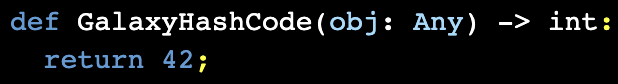 def GalaxyHashCode(obj: Any) -> int:
  return 42;